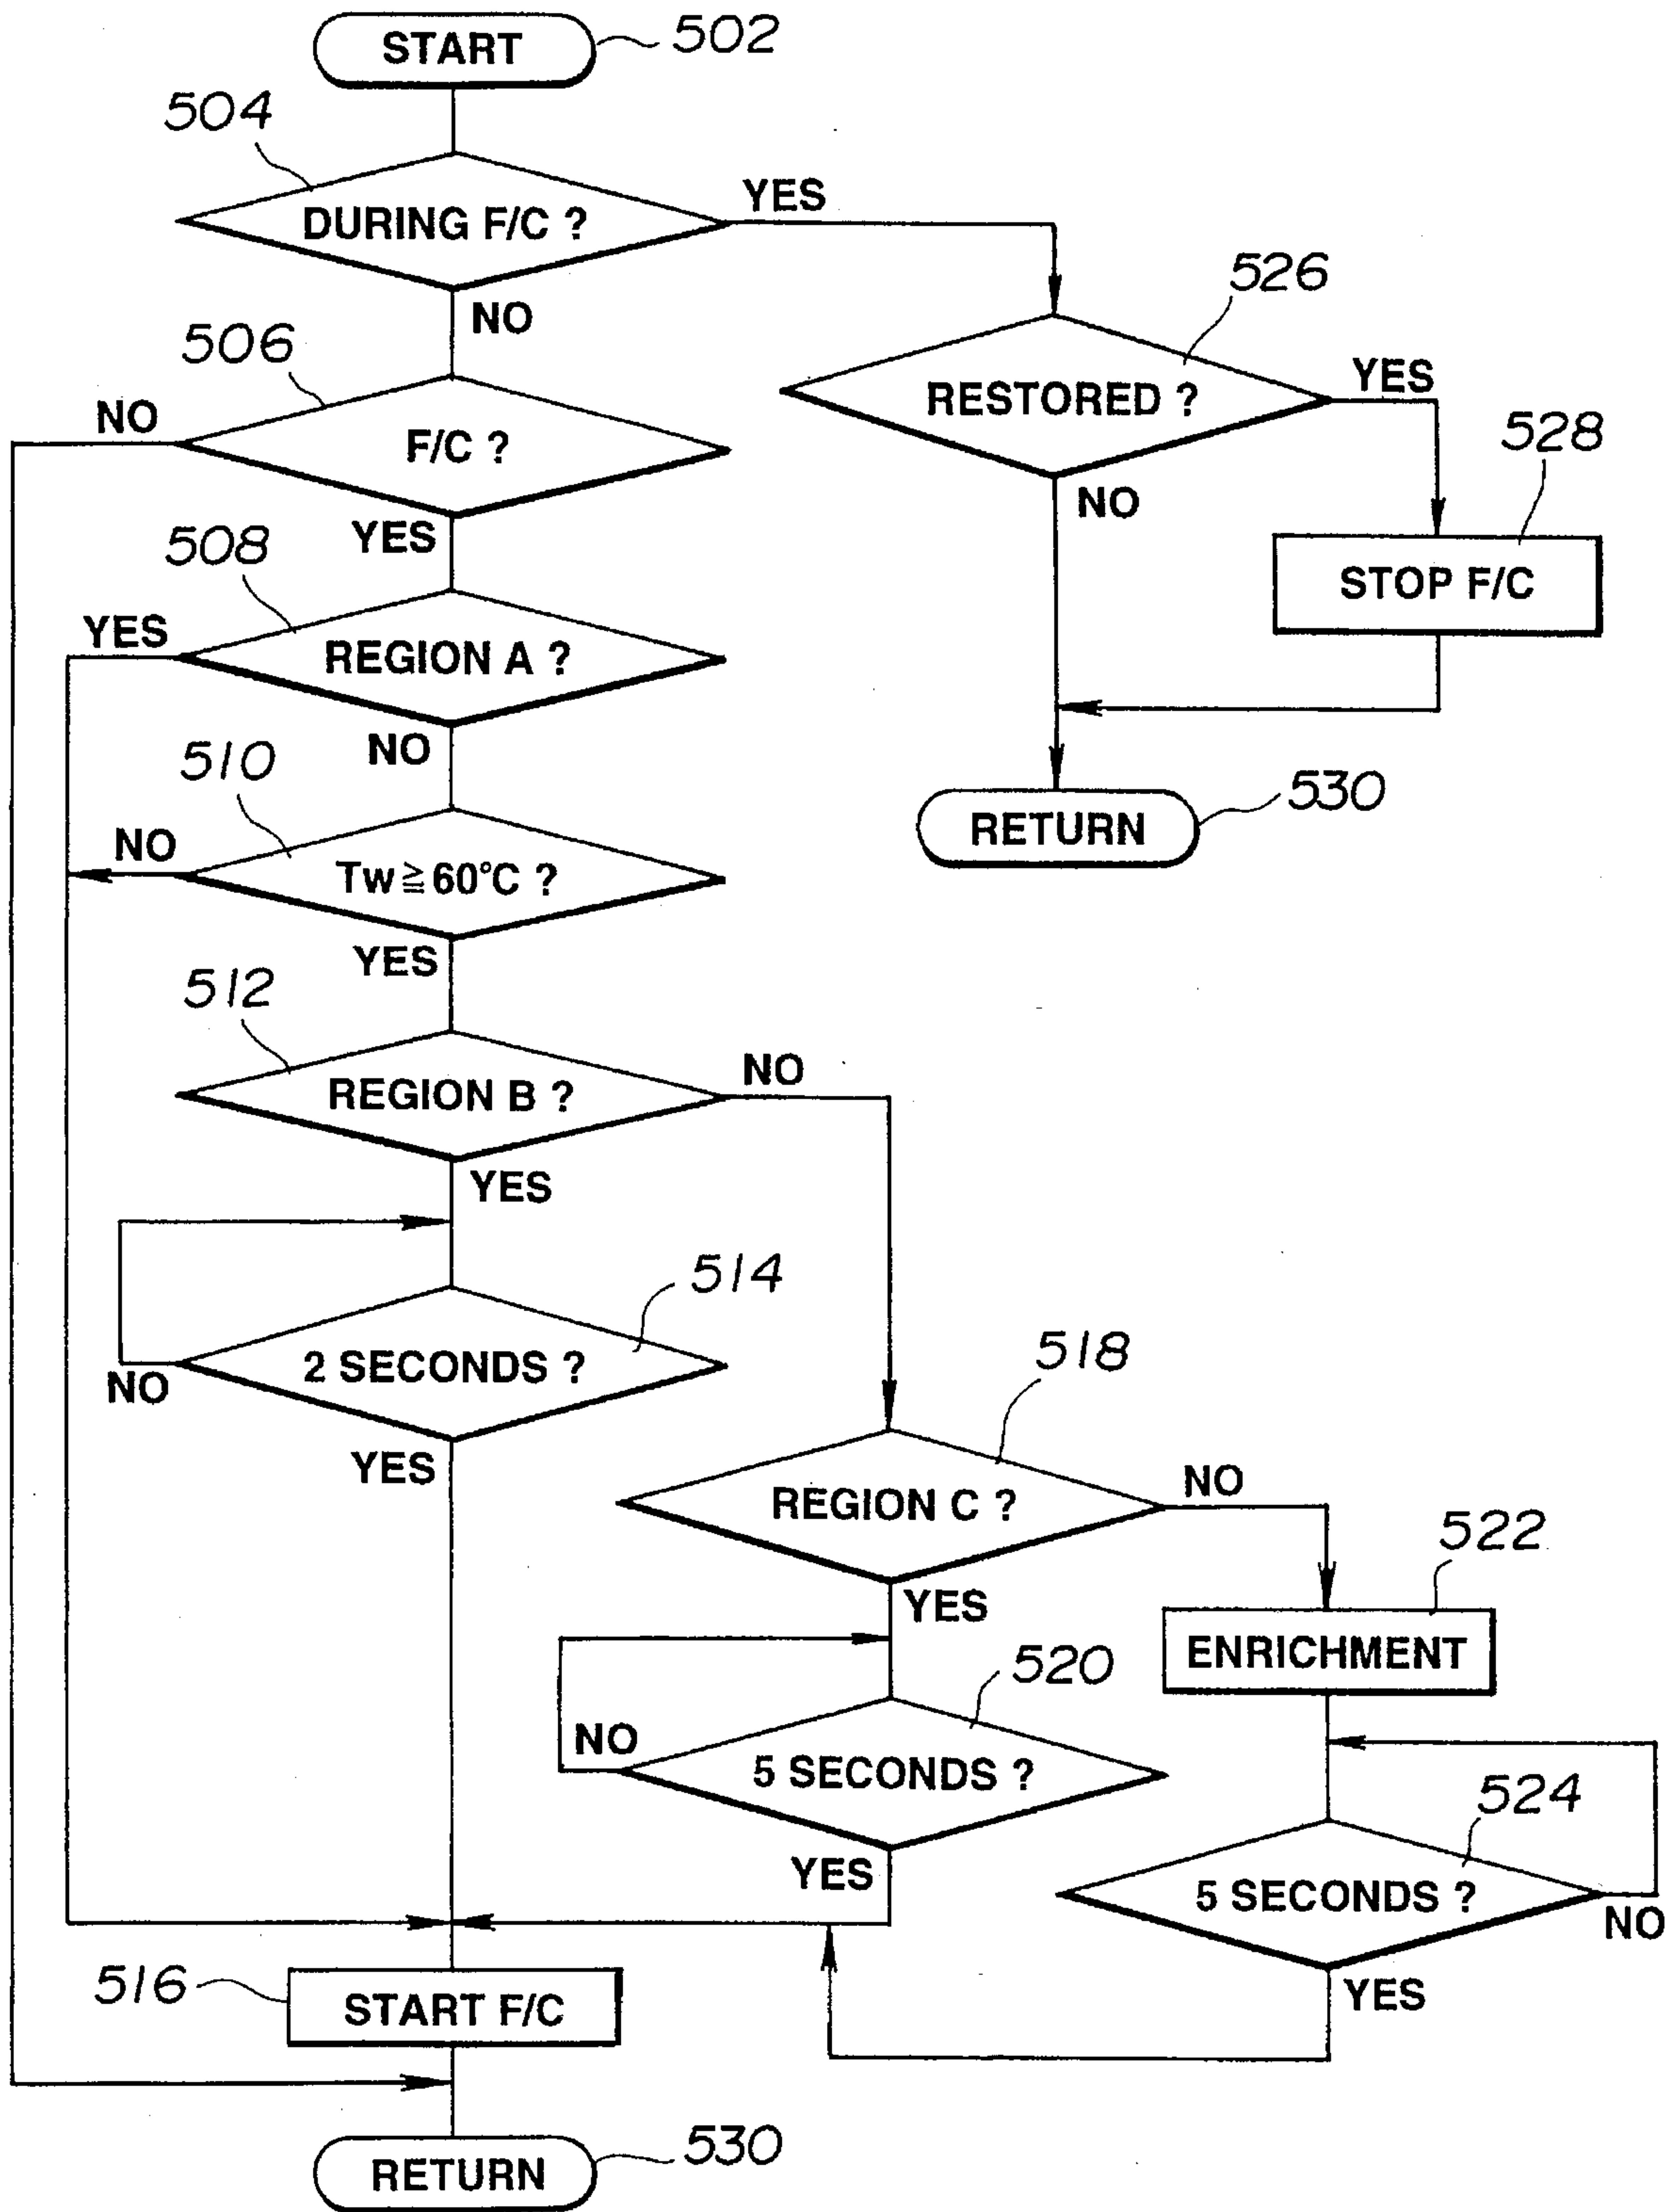 START
502
504
DURING F/C ?
YES
NO
526
RESTORED ?
YES
NO
528
STOP F/C
RETURN
530
506
NO
F/C ?
YES
508
YES
REGION A ?
NO
510
NO
Tw≧60°C ?
YES
512
REGION B ?
NO
YES
514
2 SECONDS ?
NO
YES
518
REGION C ?
NO
YES
522
ENRICHMENT
520
NO
5 SECONDS ?
YES
524
5 SECONDS ?
NO
YES
516
START F/C
RETURN
530